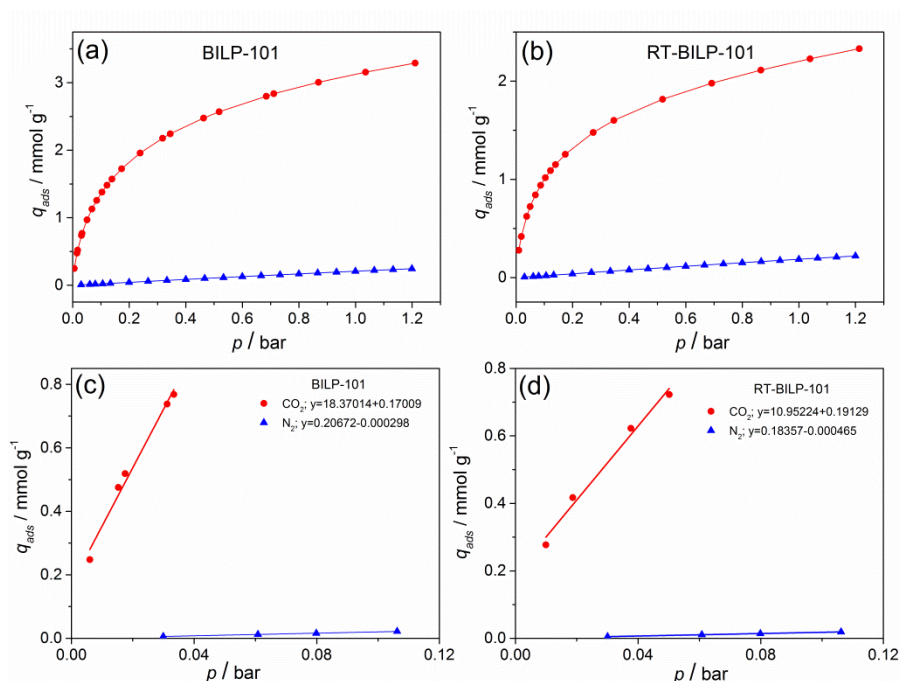 (a)
BILP-101
3
2
1
0
q_ads / mmol g⁻¹
0.0 0.2 0.4 0.6 0.8 1.0 1.2
p / bar
(b)
RT-BILP-101
2
1
0
q_ads / mmol g⁻¹
0.0 0.2 0.4 0.6 0.8 1.0 1.2
p / bar
(c)
BILP-101
CO₂; y=18.37014+0.17009
N₂; y=0.20672-0.000298
0.8
0.6
0.4
0.2
0.0
q_ads / mmol g⁻¹
0.00 0.04 0.08 0.12
p / bar
(d)
RT-BILP-101
CO₂; y=10.95224+0.19129
N₂; y=0.18357-0.000465
0.8
0.6
0.4
0.2
0.0
q_ads / mmol g⁻¹
0.00 0.04 0.08 0.12
p / bar